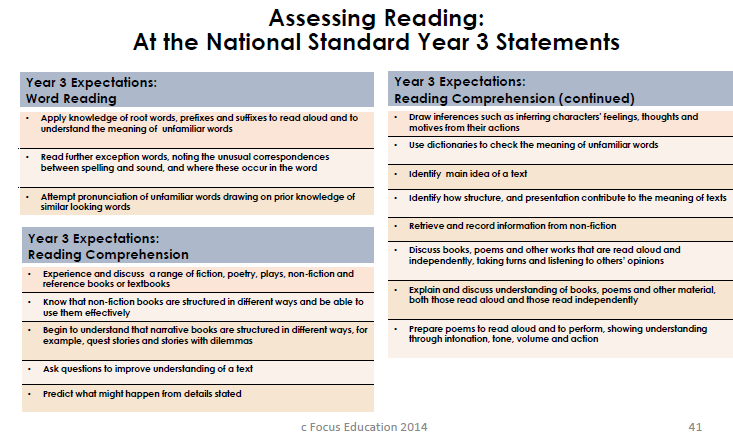 Assessing Reading:
At the National Standard Year 3 Statements
Year 3 Expectations:
Word Reading
• Apply knowledge of root words, prefixes and suffixes to read aloud and to
understand the meaning of unfamiliar words
• Read further exception words, noting the unusual correspondences
between spelling and sound, and where these occur in the word
• Attempt pronunciation of unfamiliar words drawing on prior knowledge of
similar looking words
Year 3 Expectations:
Reading Comprehension
• Experience and discuss a range of fiction, poetry, plays, non-fiction and
reference books or textbooks
• Know that non-fiction books are structured in different ways and be able to
use them effectively
• Begin to understand that narrative books are structured in different ways, for
example, quest stories and stories with dilemmas
• Ask questions to improve understanding of a text
• Predict what might happen from details stated
Year 3 Expectations:
Reading Comprehension (continued)
• Draw inferences such as inferring characters' feelings, thoughts and
motives from their actions
• Use dictionaries to check the meaning of unfamiliar words
• Identify main idea of a text
• Identify how structure, and presentation contribute to the meaning of texts
• Retrieve and record information from non-fiction
• Discuss books, poems and other works that are read aloud and
independently, taking turns and listening to others' opinions
• Explain and discuss understanding of books, poems and other material,
both those read aloud and those read independently
• Prepare poems to read aloud and to perform, showing understanding
through intonation, tone, volume and action
c Focus Education 2014
41